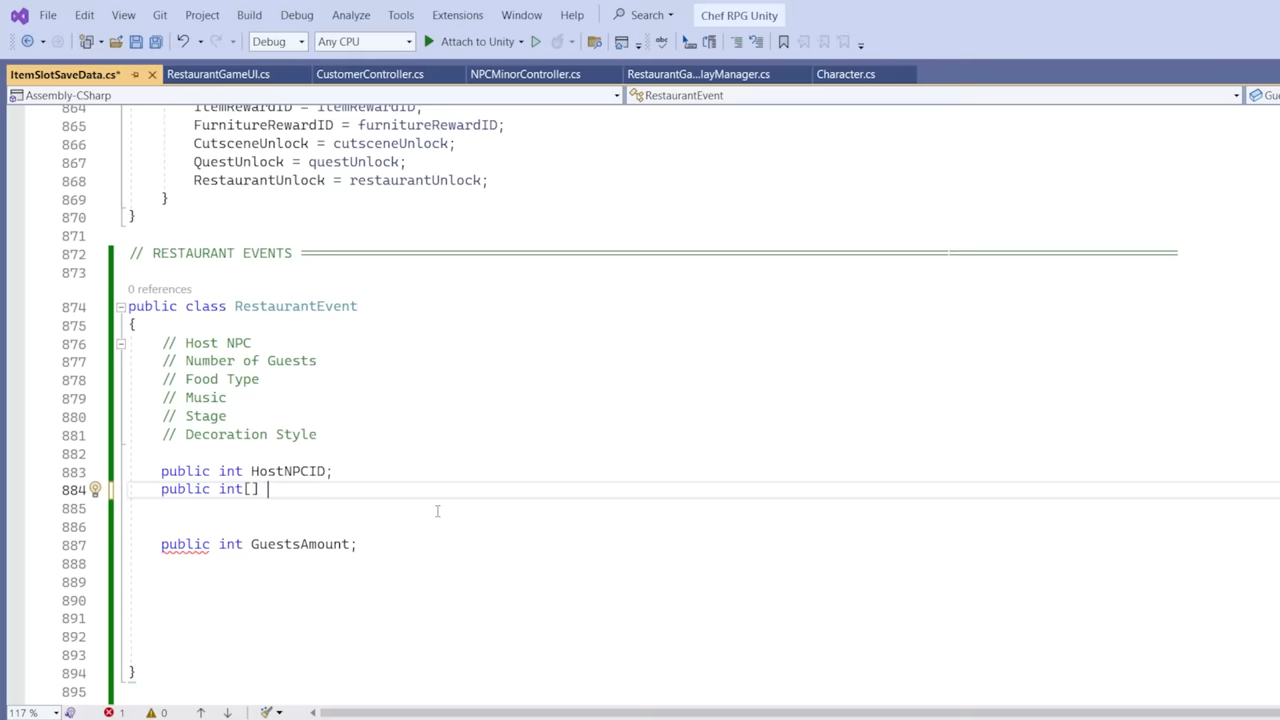 File Edit View Git Project Build Debug Analyze Tools Extensions Window Help Search Chef RPG Unity
Debug Any CPU Attach to Unity
ItemSlotSaveData.cs* RestaurantGameUI.cs CustomerController.cs NPCMinorController.cs RestaurantGa...layManager.cs Character.cs
Assembly-CSharp RestaurantEvent Gue
864 ItemRewardID = itemRewardID;
865 FurnitureRewardID = furnitureRewardID;
866 CutsceneUnlock = cutsceneUnlock;
867 QuestUnlock = questUnlock;
868 RestaurantUnlock = restaurantUnlock;
869 }
870 }
871
872 // RESTAURANT EVENTS
873
0 references
874 public class RestaurantEvent
875 {
876 // Host NPC
877 // Number of Guests
878 // Food Type
879 // Music
880 // Stage
881 // Decoration Style
882
883 public int HostNPCID;
884 public int[]
885
886
887 public int GuestsAmount;
888
889
890
891
892
893
894 }
895
117 % 1 0